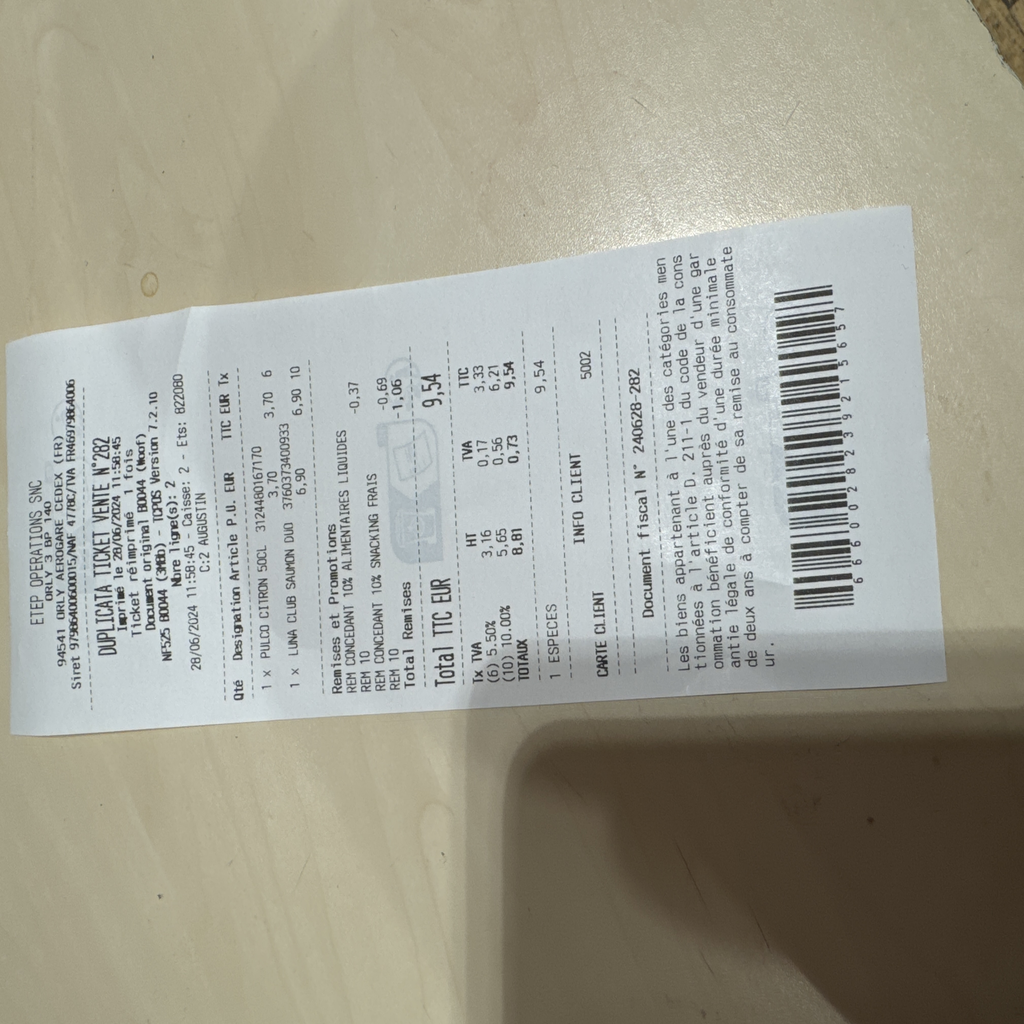 ETEP OPERATIONS SNC
ORLY 3 BP 140
94541 ORLY AEROGARE CEDEX (FR)
Siret 97986400600015/NAF 4778C/TVA FR46979864006
DUPLICATA TICKET VENTE N°282
Imprimé le 28/06/2024 11:58:45
Ticket réimprimé 1 fois
Document original B0044 (Woof)
NF525 B0044 (3MBb) - TCPOS Version 7.2.10
Nbre ligne(s): 2
28/06/2024 11:58:45 - Caisse: 2 - Ets: 822080
C:2 AUGUSTIN
Qté Designation Article P.U. EUR TTC EUR Tx
1 x PULCO CITRON 50CL 3124480167170
3,70 3,70 6
1 x LUNA CLUB SAUMON DUO 3760373400933
6,90 6,90 10
Remises et Promotions
REM CONCEDANT 10% ALIMENTAIRES LIQUIDES
REM 10 -0,37
REM CONCEDANT 10% SNACKING FRAIS
REM 10 -0,69
Total Remises -1,06
Total TTC EUR 9,54
Tx TVA HT TVA TTC
(6) 5.50% 3,16 0,17 3,33
(10) 10.00% 5,65 0,56 6,21
TOTAUX 8,81 0,73 9,54
1 ESPECES 9,54
INFO CLIENT
CARTE CLIENT 5002
Document fiscal N° 240628-282
Les biens appartenant à l'une des catégories men
tionnées à l'article D. 211-1 du code de la cons
ommation bénéficient auprès du vendeur d'une gar
antie légale de conformité d'une durée minimale
de deux ans à compter de sa remise au consommate
ur.
66600028239215657